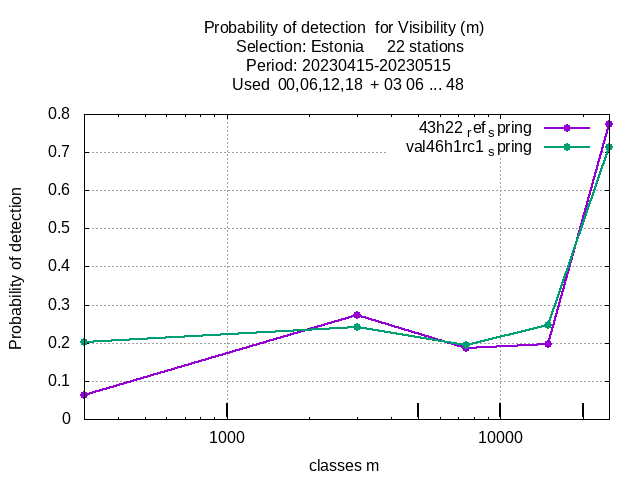 Probability of detection for Visibility (m)
Selection: Estonia 22 stations
Period: 20230415-20230515
Used 00,06,12,18 + 03 06 ... 48
43h22 ref spring
val46h1rc1 spring
Probability of detection
0.8
0.7
0.6
0.5
0.4
0.3
0.2
0.1
0
1000
10000
classes m